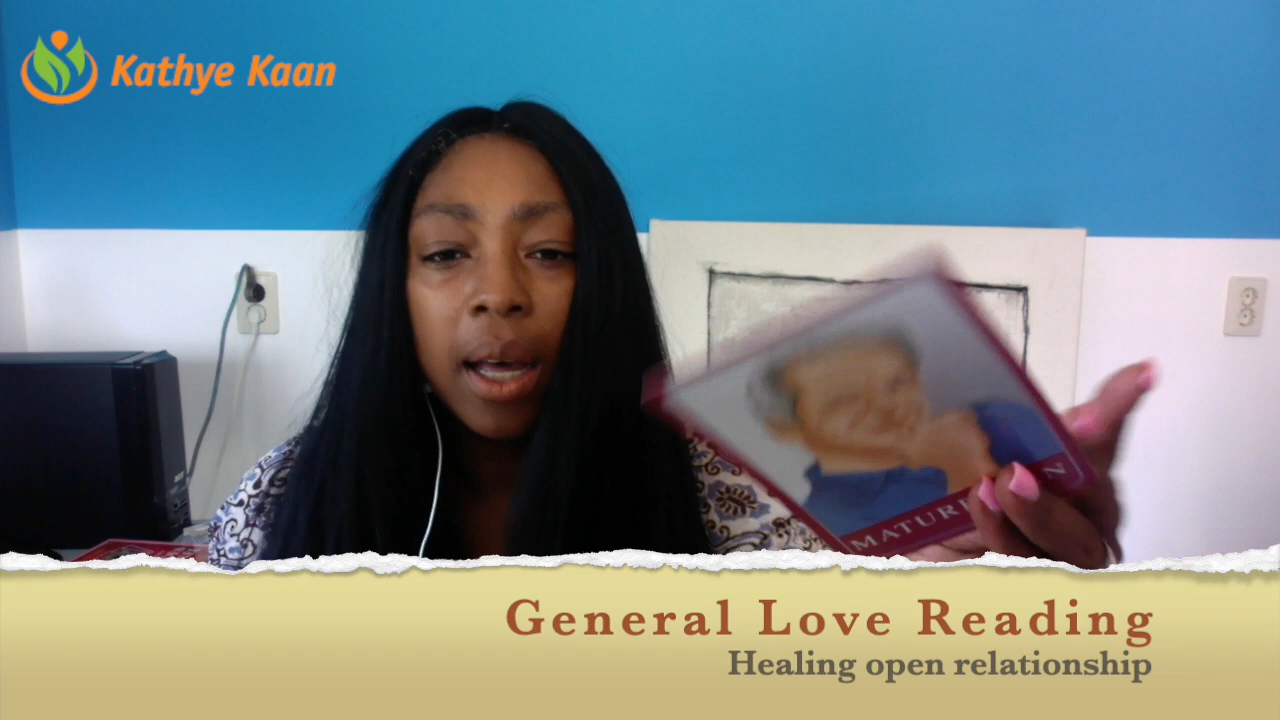 Kathye Kaan
General Love Reading
Healing open relationship